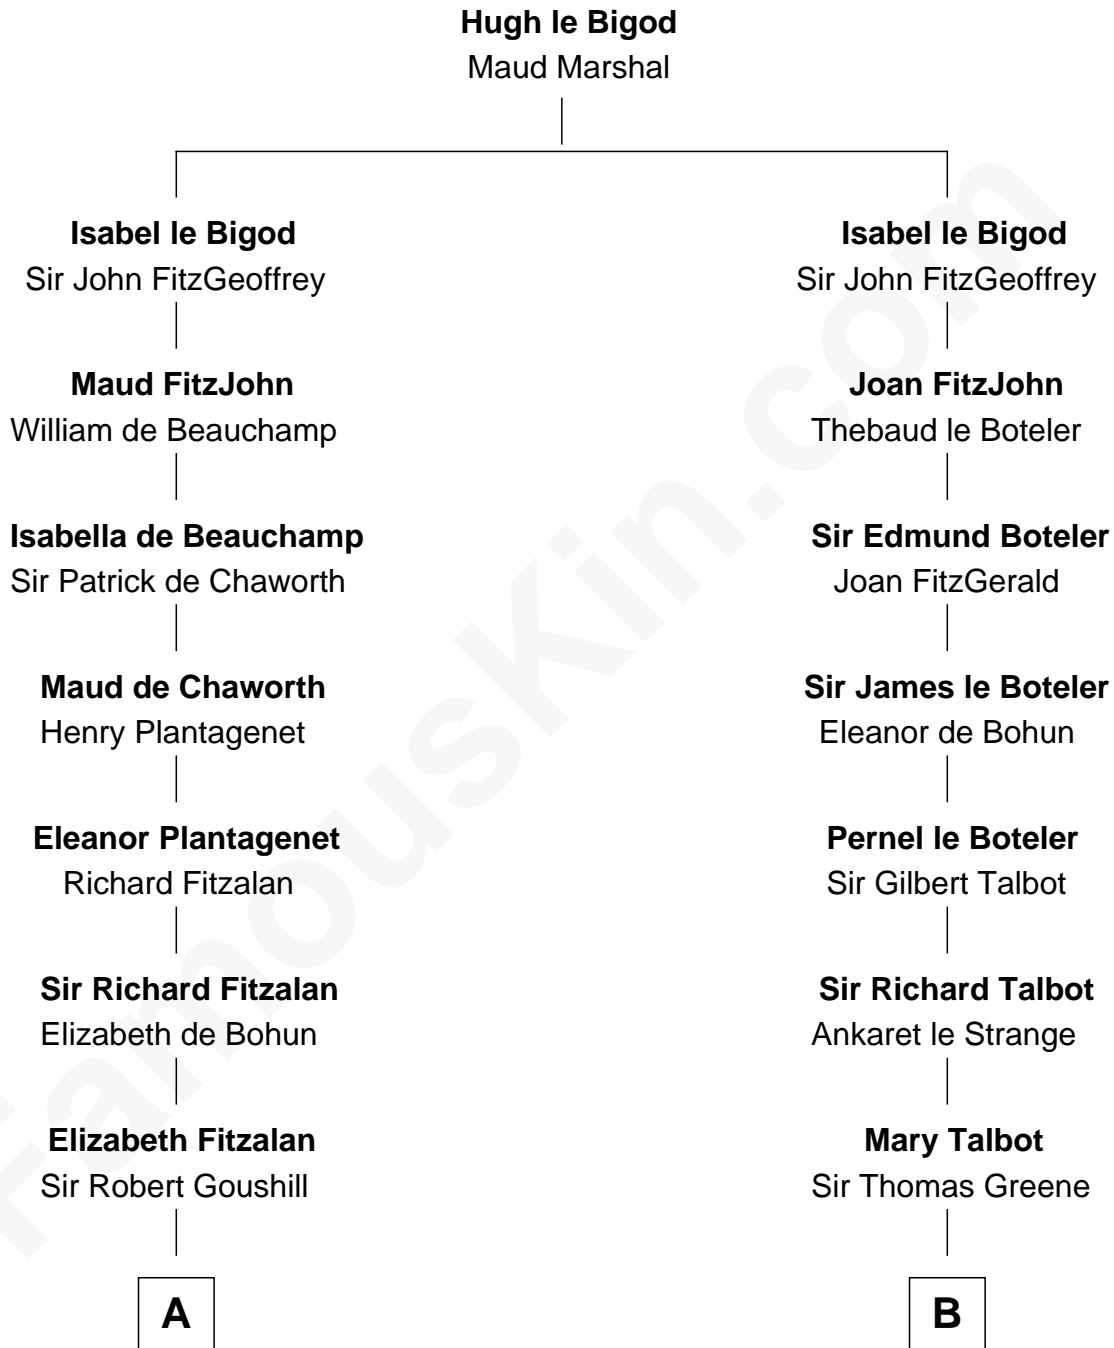 Hugh le Bigod
Maud Marshal
Isabel le Bigod
Sir John FitzGeoffrey
Isabel le Bigod
Sir John FitzGeoffrey
Maud FitzJohn
William de Beauchamp
Joan FitzJohn
Thebaud le Boteler
Isabella de Beauchamp
Sir Patrick de Chaworth
Sir Edmund Boteler
Joan FitzGerald
Maud de Chaworth
Henry Plantagenet
Sir James le Boteler
Eleanor de Bohun
Eleanor Plantagenet
Richard Fitzalan
Pernel le Boteler
Sir Gilbert Talbot
Sir Richard Fitzalan
Elizabeth de Bohun
Sir Richard Talbot
Ankaret le Strange
Elizabeth Fitzalan
Sir Robert Goushill
Mary Talbot
Sir Thomas Greene
A
B
FamousKin.com